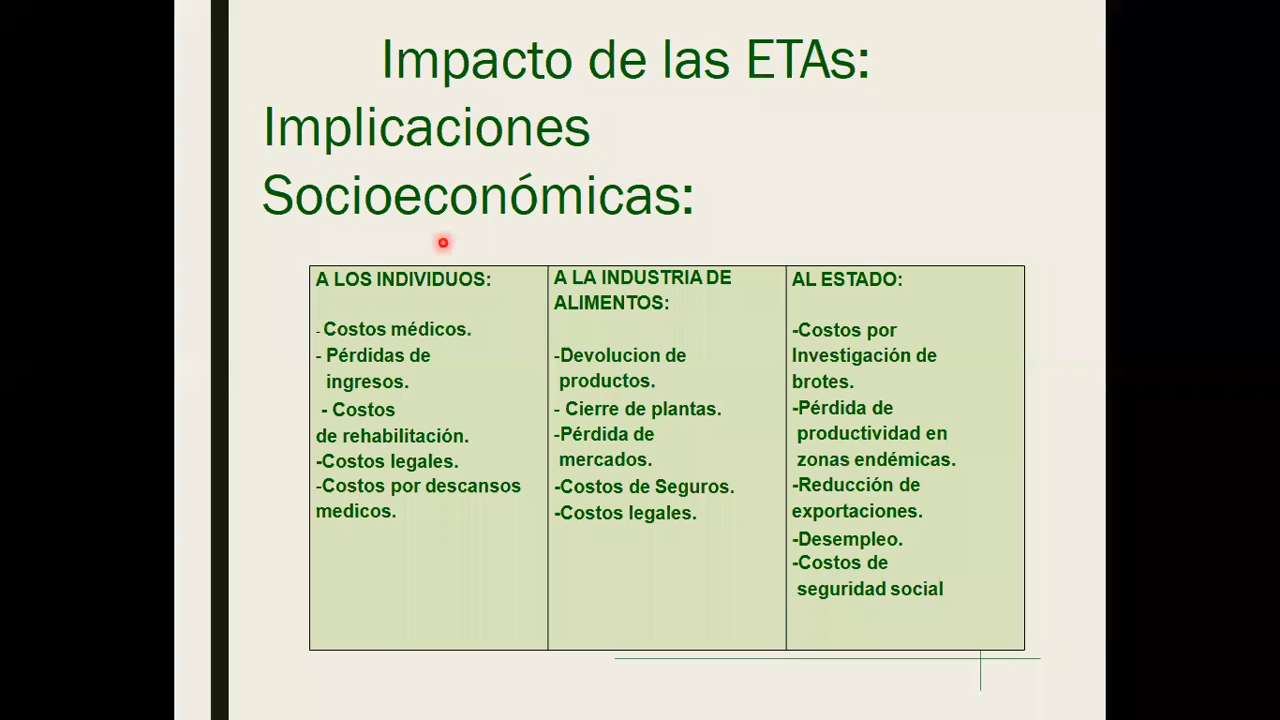 Impacto de las ETAs:
Implicaciones
Socioeconómicas:
A LOS INDIVIDUOS:
- Costos médicos.
- Pérdidas de
ingresos.
- Costos
de rehabilitación.
-Costos legales.
-Costos por descansos
medicos.
A LA INDUSTRIA DE
ALIMENTOS:
-Devolucion de
productos.
- Cierre de plantas.
-Pérdida de
mercados.
-Costos de Seguros.
-Costos legales.
AL ESTADO:
-Costos por
Investigación de
brotes.
-Pérdida de
productividad en
zonas endémicas.
-Reducción de
exportaciones.
-Desempleo.
-Costos de
seguridad social